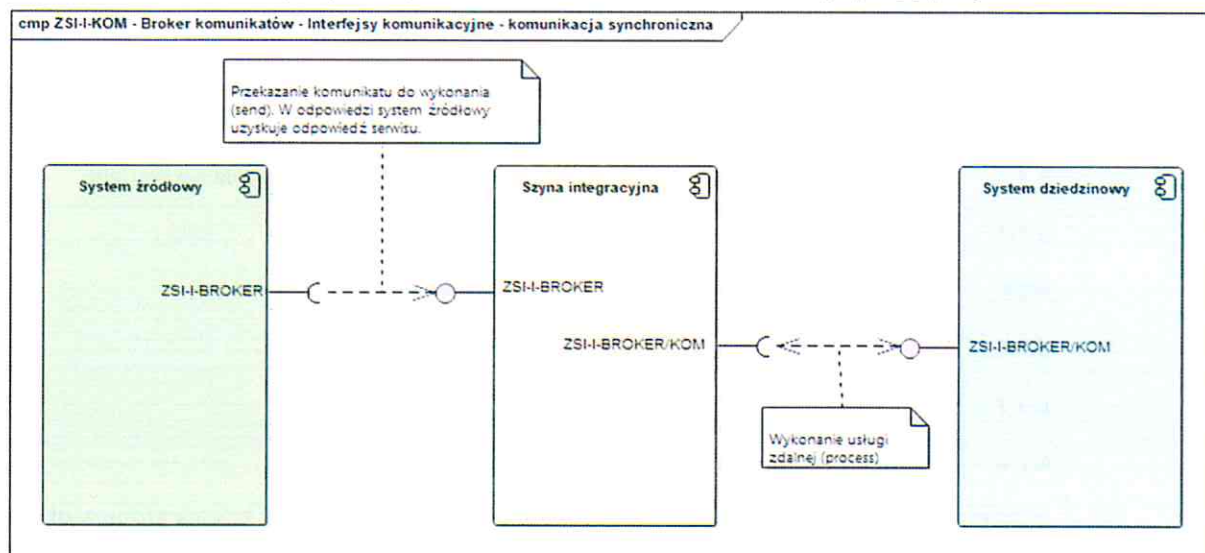 cmp ZSI-I-KOM - Broker komunikatów - Interfejsy komunikacyjne - komunikacja synchroniczna
Przekazanie komunikatu do wykonania
(send). W odpowiedzi system źródłowy
uzyskuje odpowiedź serwisu.
System źródłowy
Szyna integracyjna
System dziedzinowy
ZSI-I-BROKER
ZSI-I-BROKER
ZSI-I-BROKER/KOM
ZSI-I-BROKER/KOM
Wykonanie usługi
zdalnej (process)